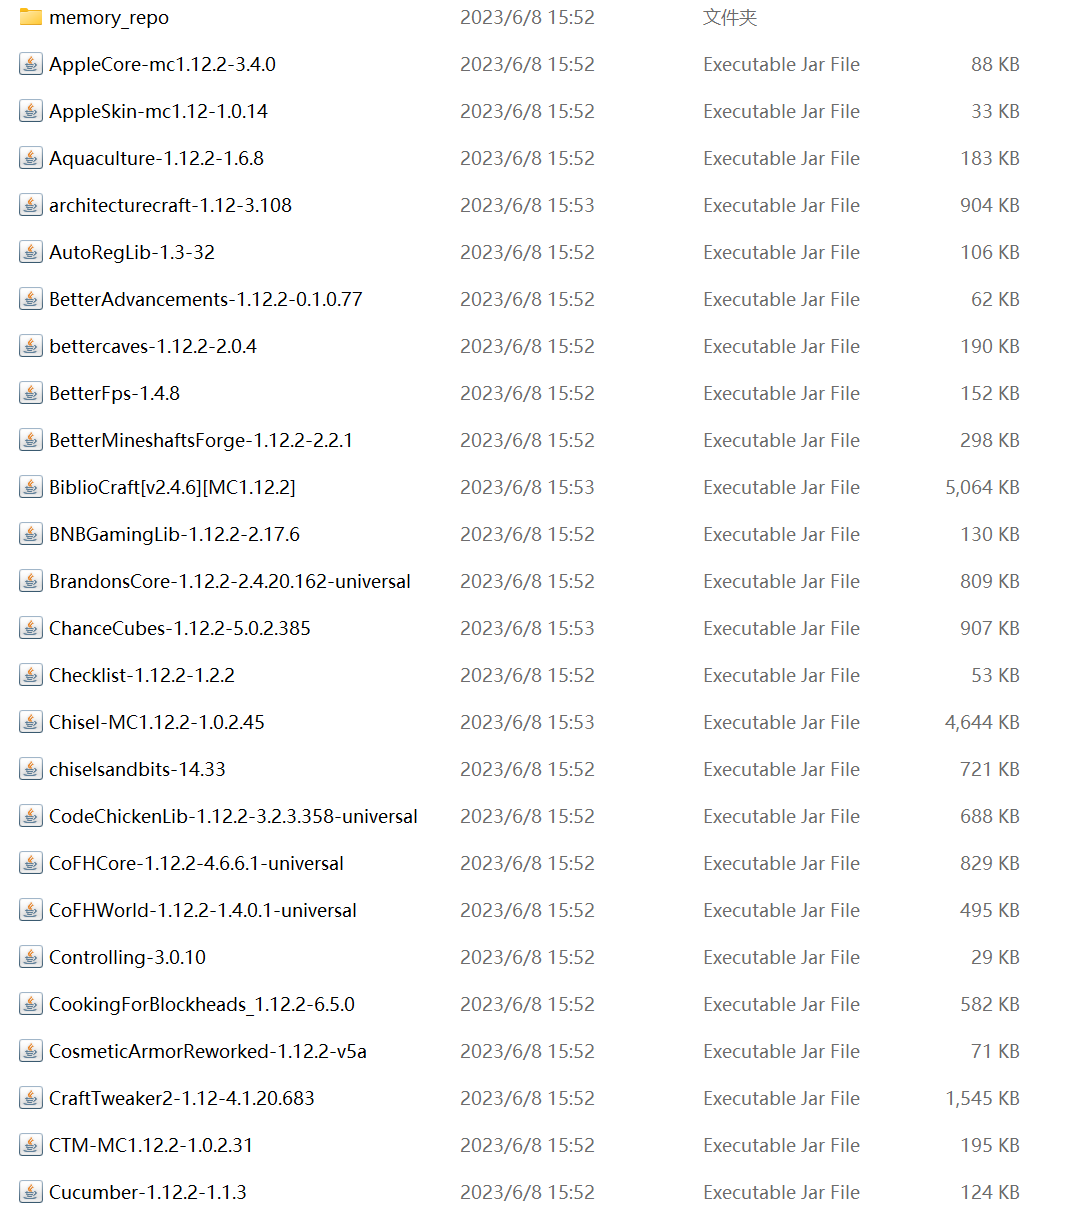 memory_repo 2023/6/8 15:52 文件夹
AppleCore-mc1.12.2-3.4.0 2023/6/8 15:52 Executable Jar File 88 KB
AppleSkin-mc1.12-1.0.14 2023/6/8 15:52 Executable Jar File 33 KB
Aquaculture-1.12.2-1.6.8 2023/6/8 15:52 Executable Jar File 183 KB
architecturecraft-1.12-3.108 2023/6/8 15:53 Executable Jar File 904 KB
AutoRegLib-1.3-32 2023/6/8 15:52 Executable Jar File 106 KB
BetterAdvancements-1.12.2-0.1.0.77 2023/6/8 15:52 Executable Jar File 62 KB
bettercaves-1.12.2-2.0.4 2023/6/8 15:52 Executable Jar File 190 KB
BetterFps-1.4.8 2023/6/8 15:52 Executable Jar File 152 KB
BetterMineshaftsForge-1.12.2-2.2.1 2023/6/8 15:52 Executable Jar File 298 KB
BiblioCraft[v2.4.6][MC1.12.2] 2023/6/8 15:53 Executable Jar File 5,064 KB
BNBGamingLib-1.12.2-2.17.6 2023/6/8 15:52 Executable Jar File 130 KB
BrandonsCore-1.12.2-2.4.20.162-universal 2023/6/8 15:52 Executable Jar File 809 KB
ChanceCubes-1.12.2-5.0.2.385 2023/6/8 15:53 Executable Jar File 907 KB
Checklist-1.12.2-1.2.2 2023/6/8 15:52 Executable Jar File 53 KB
Chisel-MC1.12.2-1.0.2.45 2023/6/8 15:53 Executable Jar File 4,644 KB
chiselsandbits-14.33 2023/6/8 15:52 Executable Jar File 721 KB
CodeChickenLib-1.12.2-3.2.3.358-universal 2023/6/8 15:52 Executable Jar File 688 KB
CoFHCore-1.12.2-4.6.6.1-universal 2023/6/8 15:52 Executable Jar File 829 KB
CoFHWorld-1.12.2-1.4.0.1-universal 2023/6/8 15:52 Executable Jar File 495 KB
Controlling-3.0.10 2023/6/8 15:52 Executable Jar File 29 KB
CookingForBlockheads_1.12.2-6.5.0 2023/6/8 15:52 Executable Jar File 582 KB
CosmeticArmorReworked-1.12.2-v5a 2023/6/8 15:52 Executable Jar File 71 KB
CraftTweaker2-1.12-4.1.20.683 2023/6/8 15:52 Executable Jar File 1,545 KB
CTM-MC1.12.2-1.0.2.31 2023/6/8 15:52 Executable Jar File 195 KB
Cucumber-1.12.2-1.1.3 2023/6/8 15:52 Executable Jar File 124 KB